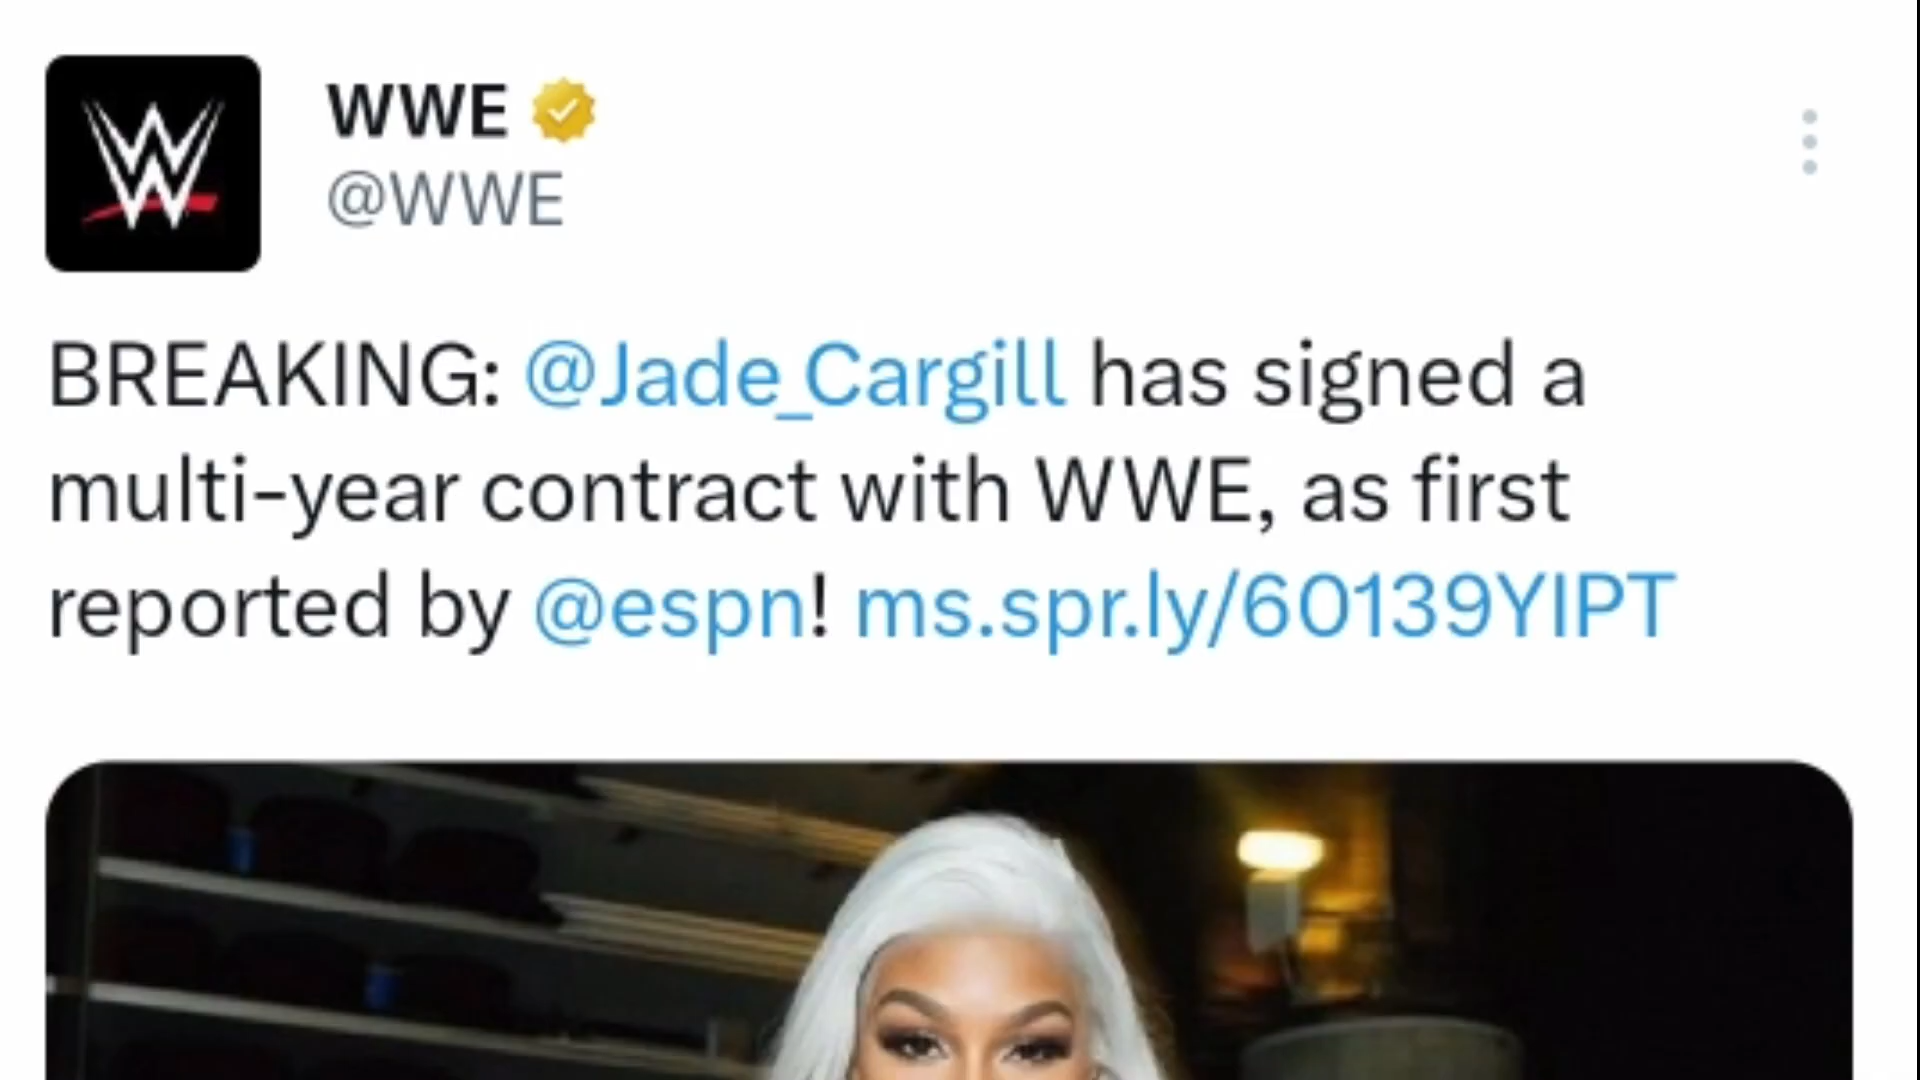 WWE
@WWE
BREAKING: @Jade_Cargill has signed a
multi-year contract with WWE, as first
reported by @espn! ms.spr.ly/60139YIPT